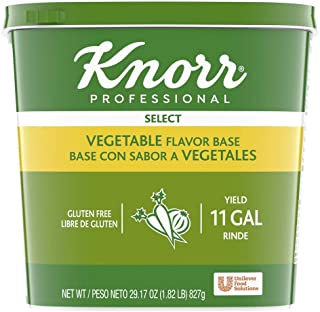 Knorr®
PROFESSIONAL
SELECT
VEGETABLE FLAVOR BASE
BASE CON SABOR A VEGETALES
GLUTEN FREE
LIBRE DE GLUTEN
YIELD
11 GAL
RINDE
Unilever
Food
Solutions
NET WT / PESO NETO 29.17 OZ (1.82 LB) 827g